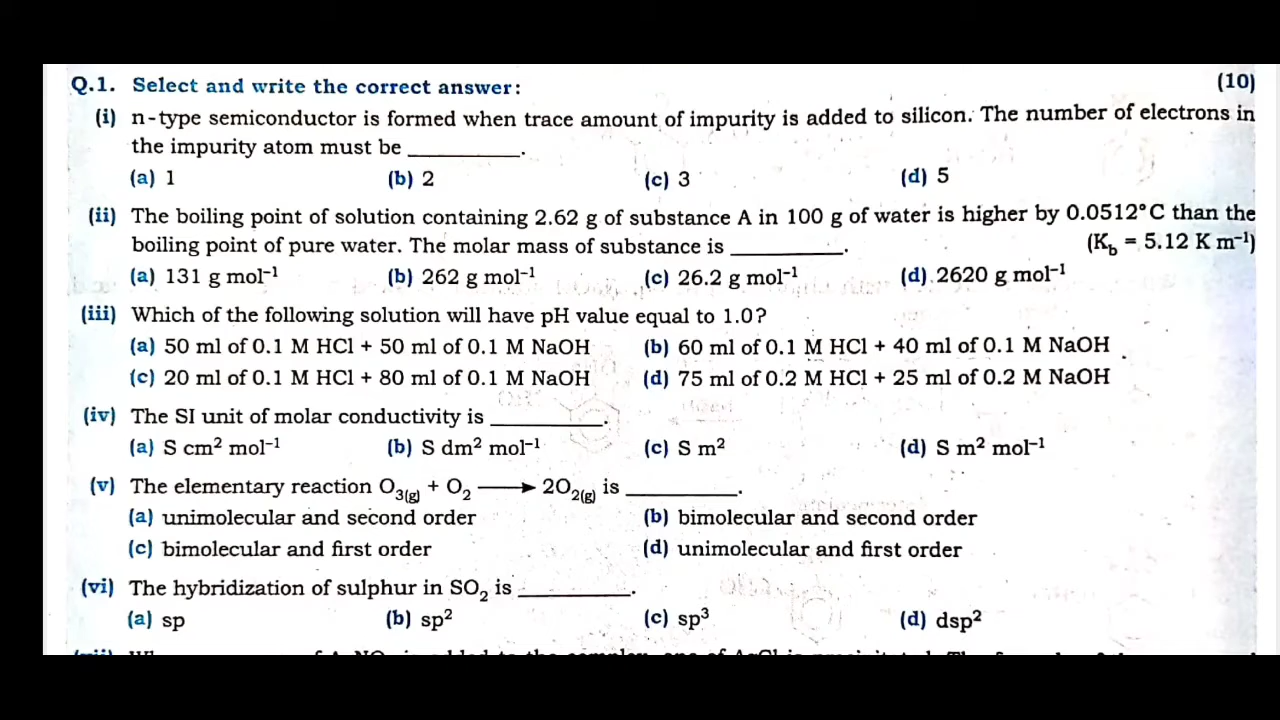 Q.1. Select and write the correct answer: (10)
(i) n-type semiconductor is formed when trace amount of impurity is added to silicon. The number of electrons in
the impurity atom must be __________.
(a) 1 (b) 2 (c) 3 (d) 5
(ii) The boiling point of solution containing 2.62 g of substance A in 100 g of water is higher by 0.0512°C than the
boiling point of pure water. The molar mass of substance is __________. (K_b = 5.12 K m⁻¹)
(a) 131 g mol⁻¹ (b) 262 g mol⁻¹ (c) 26.2 g mol⁻¹ (d) 2620 g mol⁻¹
(iii) Which of the following solution will have pH value equal to 1.0?
(a) 50 ml of 0.1 M HCl + 50 ml of 0.1 M NaOH (b) 60 ml of 0.1 M HCl + 40 ml of 0.1 M NaOH
(c) 20 ml of 0.1 M HCl + 80 ml of 0.1 M NaOH (d) 75 ml of 0.2 M HCl + 25 ml of 0.2 M NaOH
(iv) The SI unit of molar conductivity is __________.
(a) S cm² mol⁻¹ (b) S dm² mol⁻¹ (c) S m² (d) S m² mol⁻¹
(v) The elementary reaction O₃(g) + O₂ ⟶ 2O₂(g) is __________.
(a) unimolecular and second order (b) bimolecular and second order
(c) bimolecular and first order (d) unimolecular and first order
(vi) The hybridization of sulphur in SO₂ is __________.
(a) sp (b) sp² (c) sp³ (d) dsp²